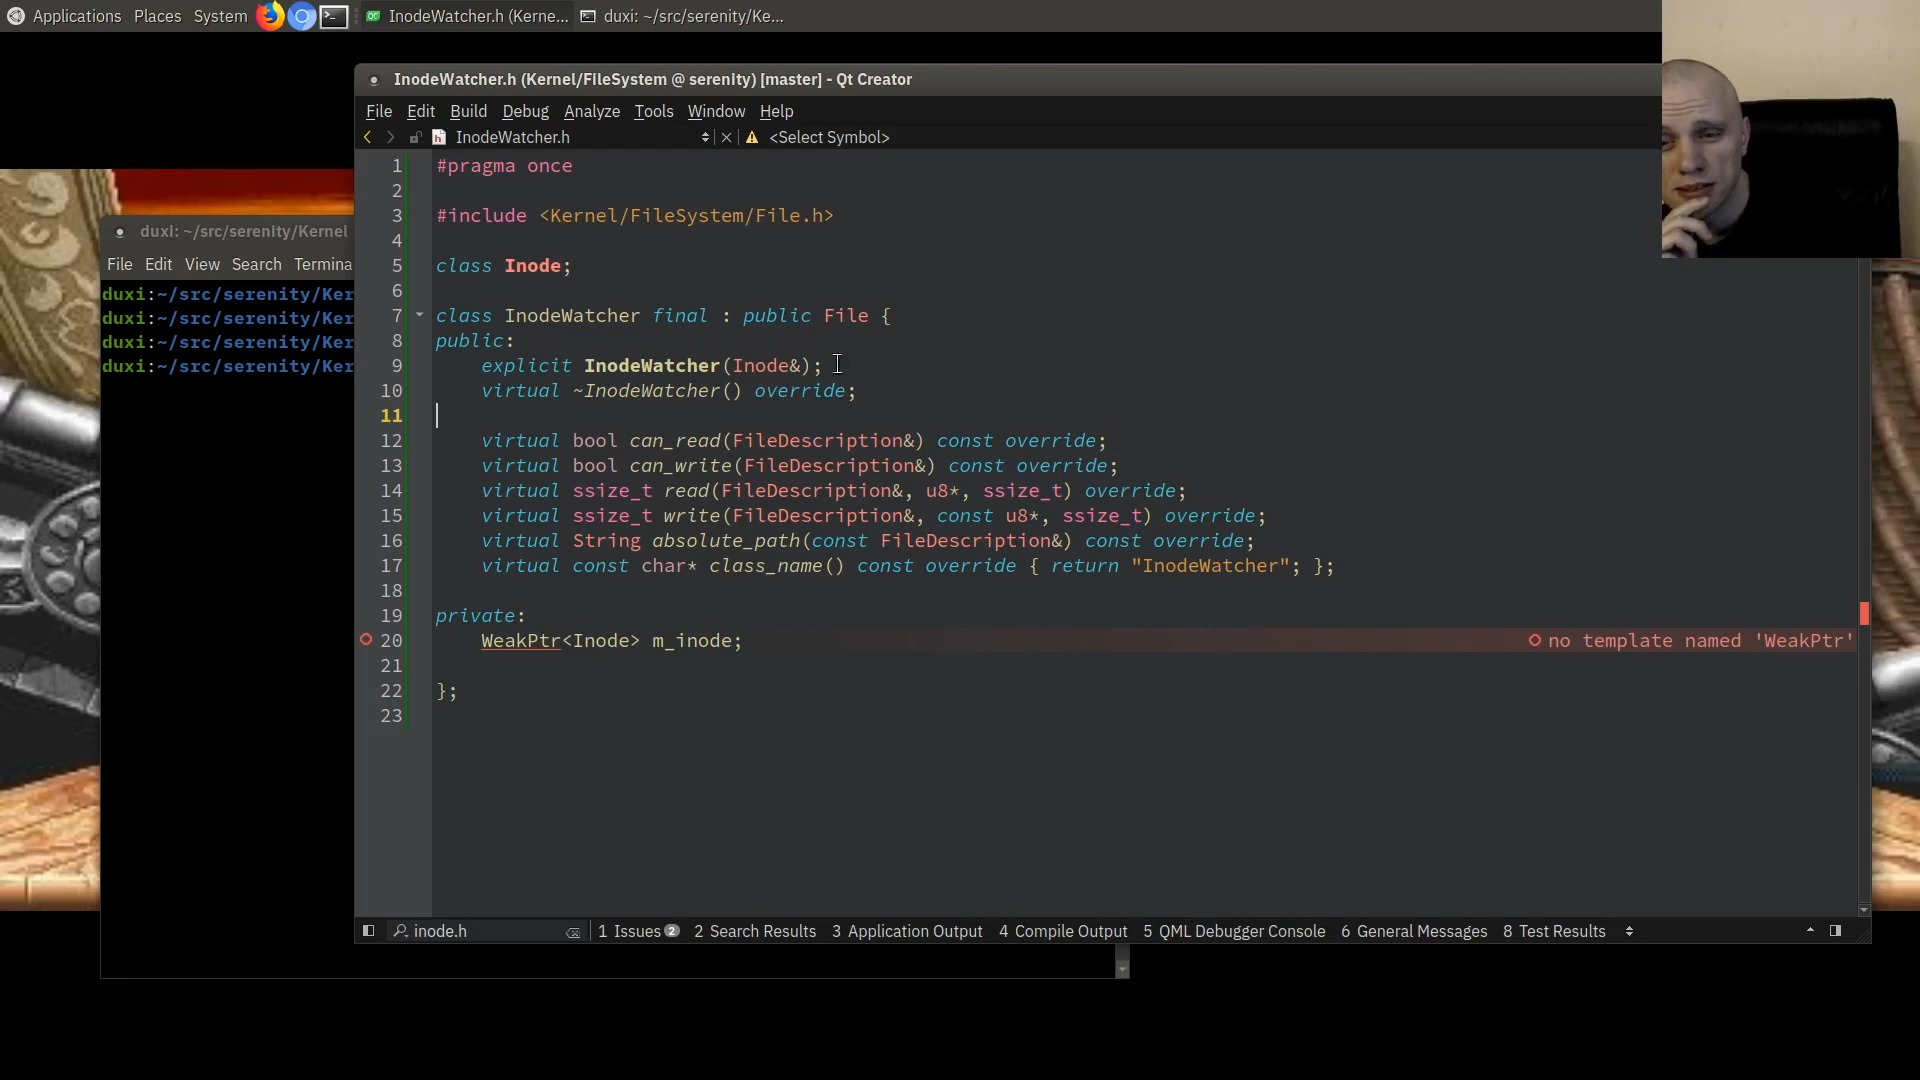 Applications Places System InodeWatcher.h (Kerne... duxi: ~/src/serenity/Ke...
InodeWatcher.h (Kernel/FileSystem @ serenity) [master] - Qt Creator
File Edit Build Debug Analyze Tools Window Help
InodeWatcher.h <Select Symbol>
duxi: ~/src/serenity/Kernel
File Edit View Search Termina
duxi:~/src/serenity/Ker
duxi:~/src/serenity/Ker
duxi:~/src/serenity/Ker
duxi:~/src/serenity/Ker
1 #pragma once
2
3 #include <Kernel/FileSystem/File.h>
4
5 class Inode;
6
7 class InodeWatcher final : public File {
8 public:
9 explicit InodeWatcher(Inode&);
10 virtual ~InodeWatcher() override;
11
12 virtual bool can_read(FileDescription&) const override;
13 virtual bool can_write(FileDescription&) const override;
14 virtual ssize_t read(FileDescription&, u8*, ssize_t) override;
15 virtual ssize_t write(FileDescription&, const u8*, ssize_t) override;
16 virtual String absolute_path(const FileDescription&) const override;
17 virtual const char* class_name() const override { return "InodeWatcher"; };
18
19 private:
20 WeakPtr<Inode> m_inode; no template named 'WeakPtr'
21
22 };
23
inode.h 1 Issues 2 2 Search Results 3 Application Output 4 Compile Output 5 QML Debugger Console 6 General Messages 8 Test Results